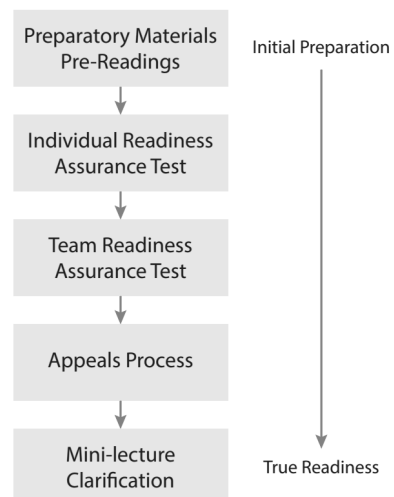 Preparatory Materials
Pre-Readings
Initial Preparation
Individual Readiness
Assurance Test
Team Readiness
Assurance Test
Appeals Process
Mini-lecture
Clarification
True Readiness